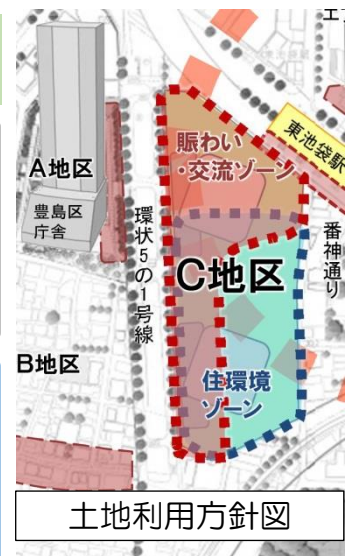 賑わい
・交流ゾーン
東池袋駅
A地区
豊島区
庁舎
環状5の1号線
番神通り
C地区
B地区
住環境
ゾーン
土地利用方針図